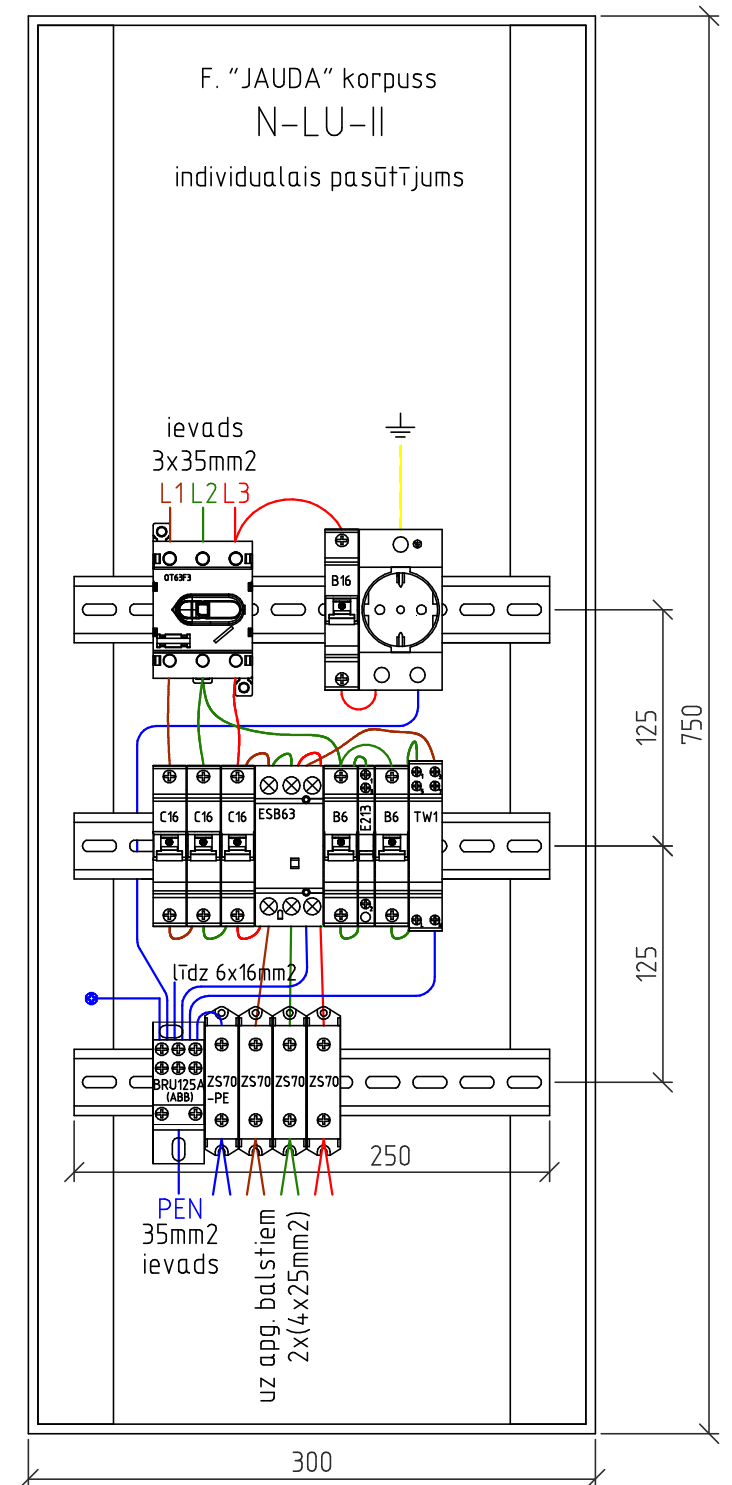 F. "JAUDA" korpuss
N-LU-II
individualais pasūtījums
ievads
3x35mm2
L1 L2 L3
OT63F3
B16
125
750
C16 C16 C16 ESB63 B6 E213 B6 TW1
125
līdz 6x16mm2
BRU125A
(ABB)
ZS70
-PE
ZS70 ZS70 ZS70
250
PEN
35mm2
ievads
uz apg. balstiem
2x(4x25mm2)
300